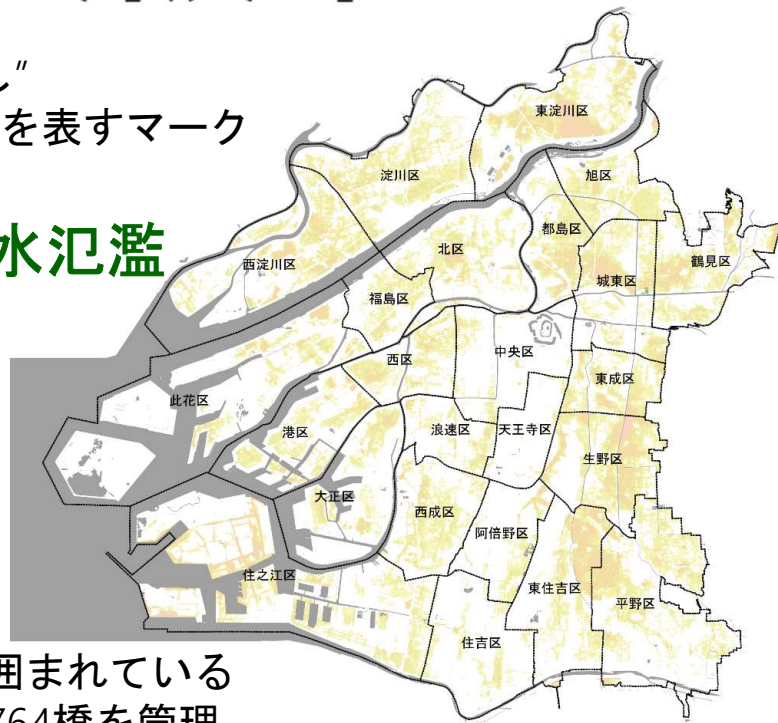 し”
を表すマーク
水氾濫
東淀川区
淀川区
旭区
都島区
北区
西淀川区
鶴見区
城東区
福島区
中央区
西区
東成区
此花区
港区
浪速区
天王寺区
生野区
大正区
西成区
阿倍野区
住之江区
東住吉区
平野区
住吉区
囲まれている
764橋を管理